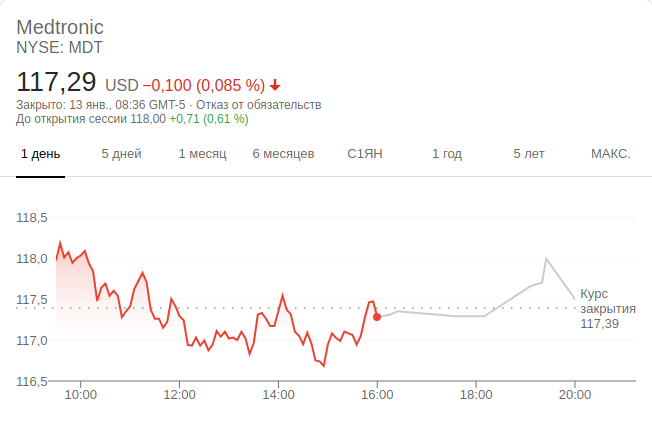 Medtronic
NYSE: MDT
117,29 USD −0,100 (0,085 %)
Закрыто: 13 янв., 08:36 GMT-5 · Отказ от обязательств
До открытия сессии 118,00 +0,71 (0,61 %)
1 день 5 дней 1 месяц 6 месяцев С1ЯН 1 год 5 лет МАКС.
118,5
118,0
117,5
Курс
закрытия
117,39
117,0
116,5
10:00 12:00 14:00 16:00 18:00 20:00